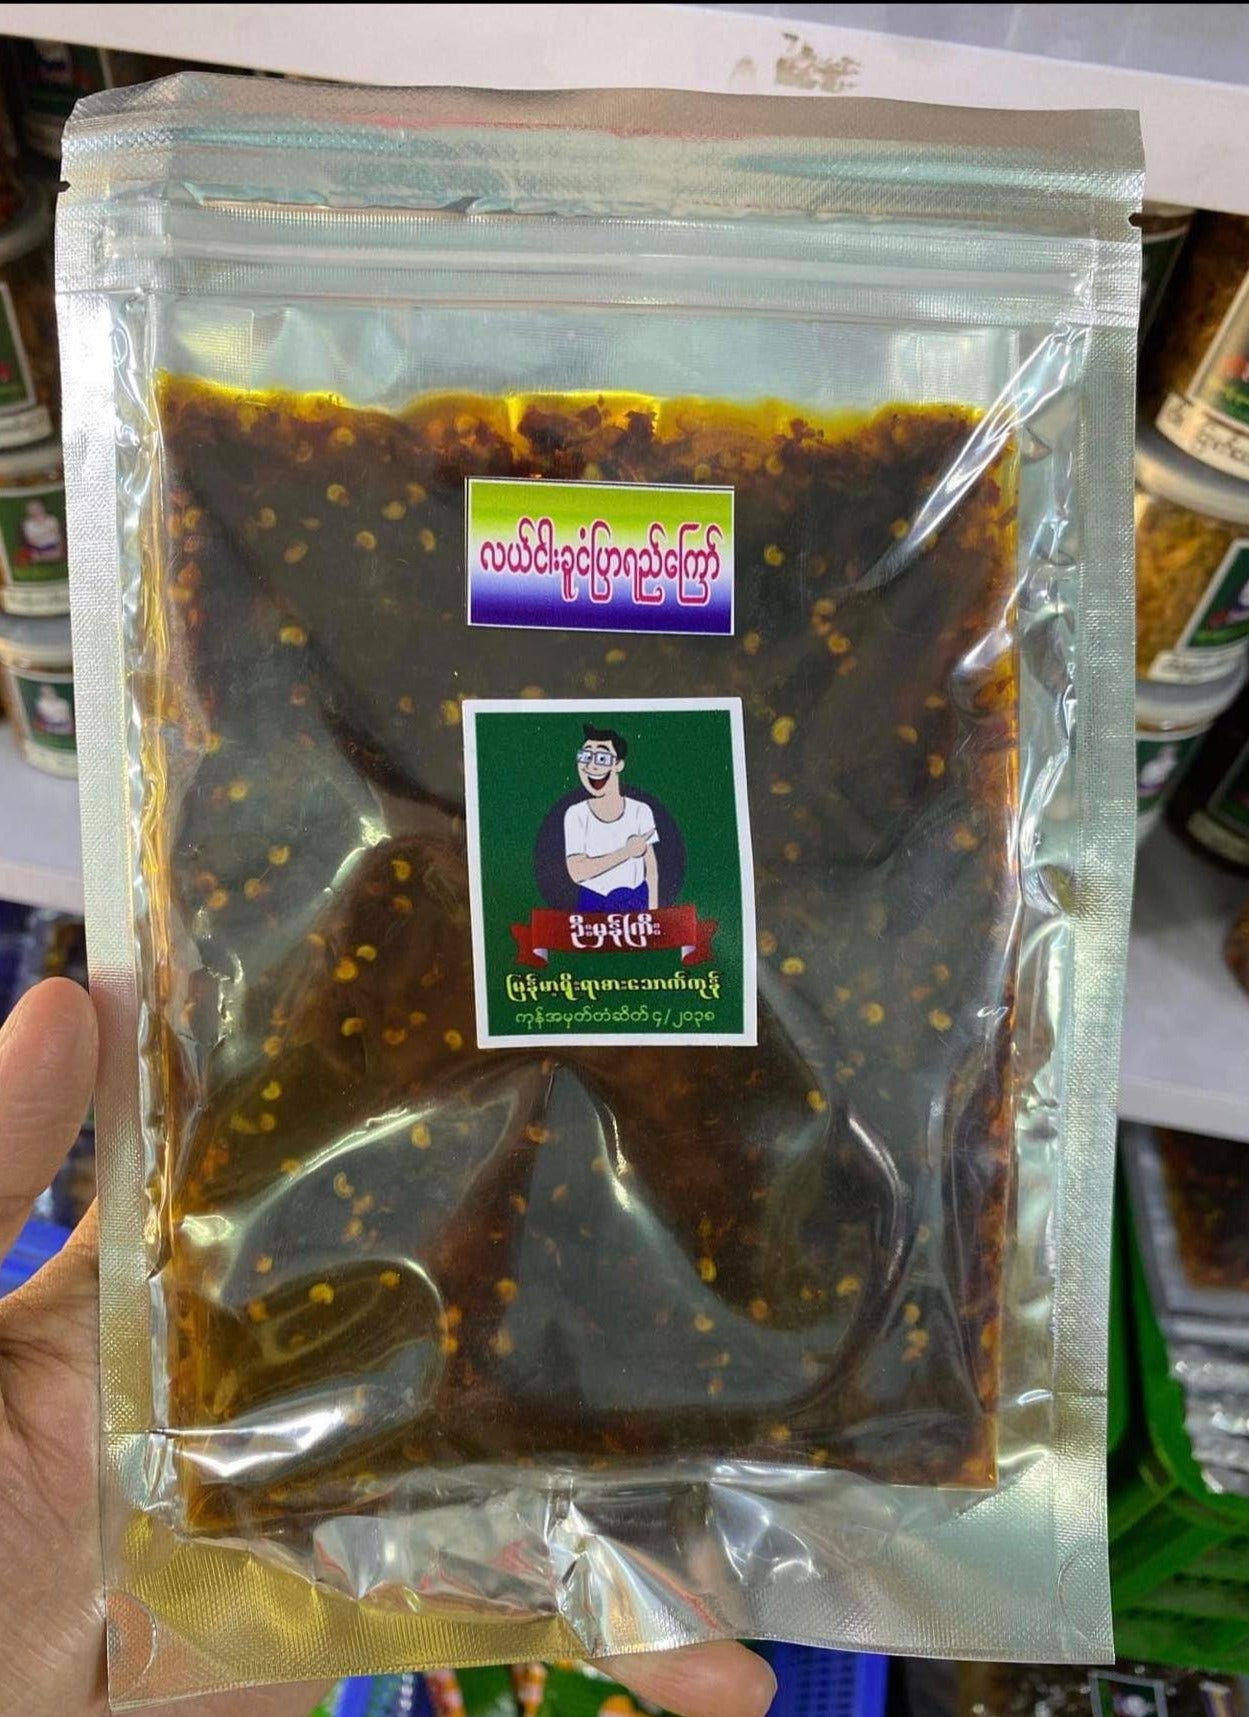 လယ်ငါးခူငံပြာရည်ကြော်
ဦးမှန်ကြီး
မြန်မာ့ရိုးရာစားသောက်ကုန်
ကုန်အမှတ်တံဆိတ် ၄/၂၀၃၈